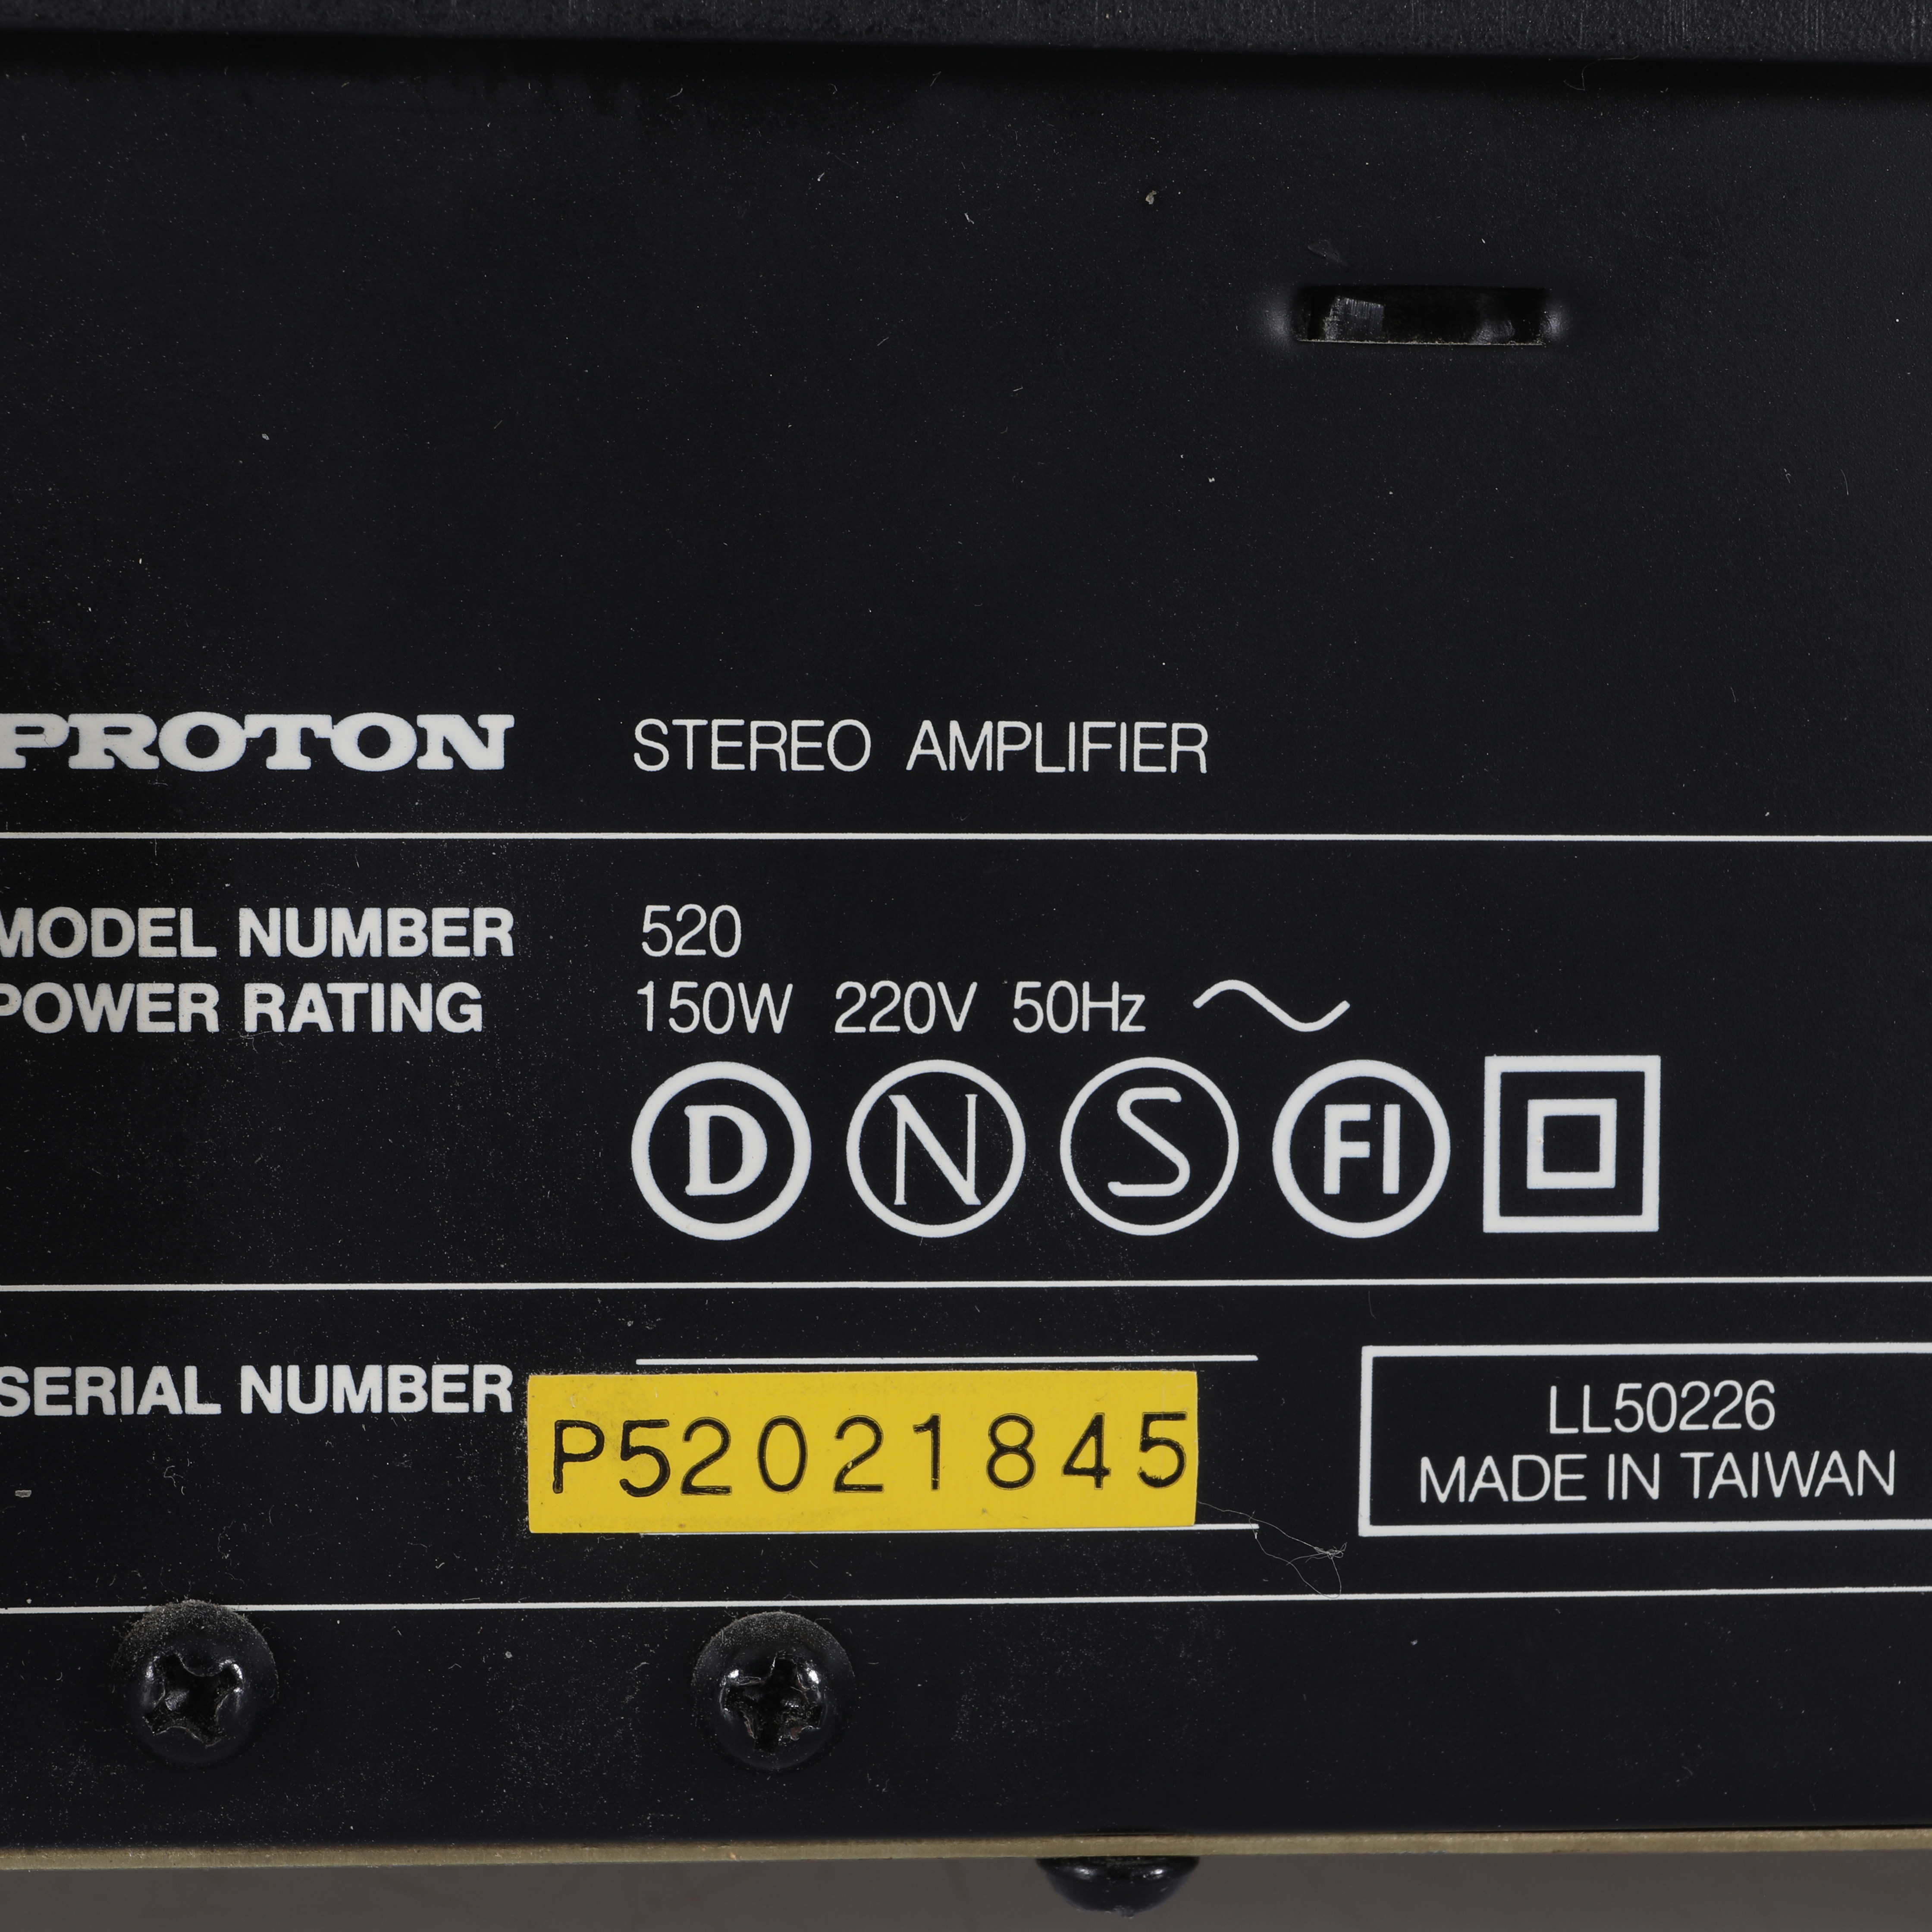 PROTON STEREO AMPLIFIER
MODEL NUMBER 520
POWER RATING 150W 220V 50Hz ~
D N S FI
SERIAL NUMBER P52021845
LL50226
MADE IN TAIWAN